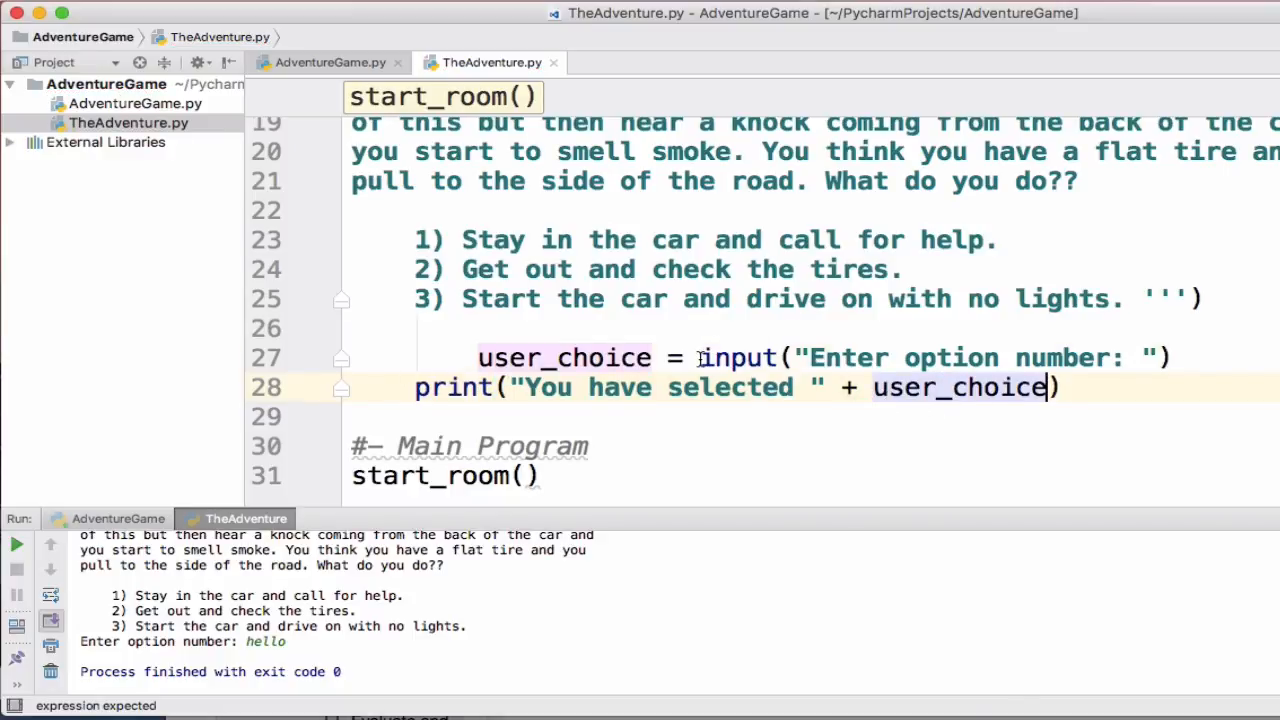 TheAdventure.py - AdventureGame - [~/PycharmProjects/AdventureGame]
AdventureGame TheAdventure.py
Project
AdventureGame.py TheAdventure.py
AdventureGame ~/Pycharm
AdventureGame.py
TheAdventure.py
External Libraries
start_room()
19 of this but then hear a knock coming from the back of the c
20 you start to smell smoke. You think you have a flat tire an
21 pull to the side of the road. What do you do??
22
23 1) Stay in the car and call for help.
24 2) Get out and check the tires.
25 3) Start the car and drive on with no lights. ''')
26
27 user_choice = input("Enter option number: ")
28 print("You have selected " + user_choice)
29
30 #- Main Program
31 start_room()
Run: AdventureGame TheAdventure
of this but then hear a knock coming from the back of the car and
you start to smell smoke. You think you have a flat tire and you
pull to the side of the road. What do you do??
1) Stay in the car and call for help.
2) Get out and check the tires.
3) Start the car and drive on with no lights.
Enter option number: hello
Process finished with exit code 0
expression expected